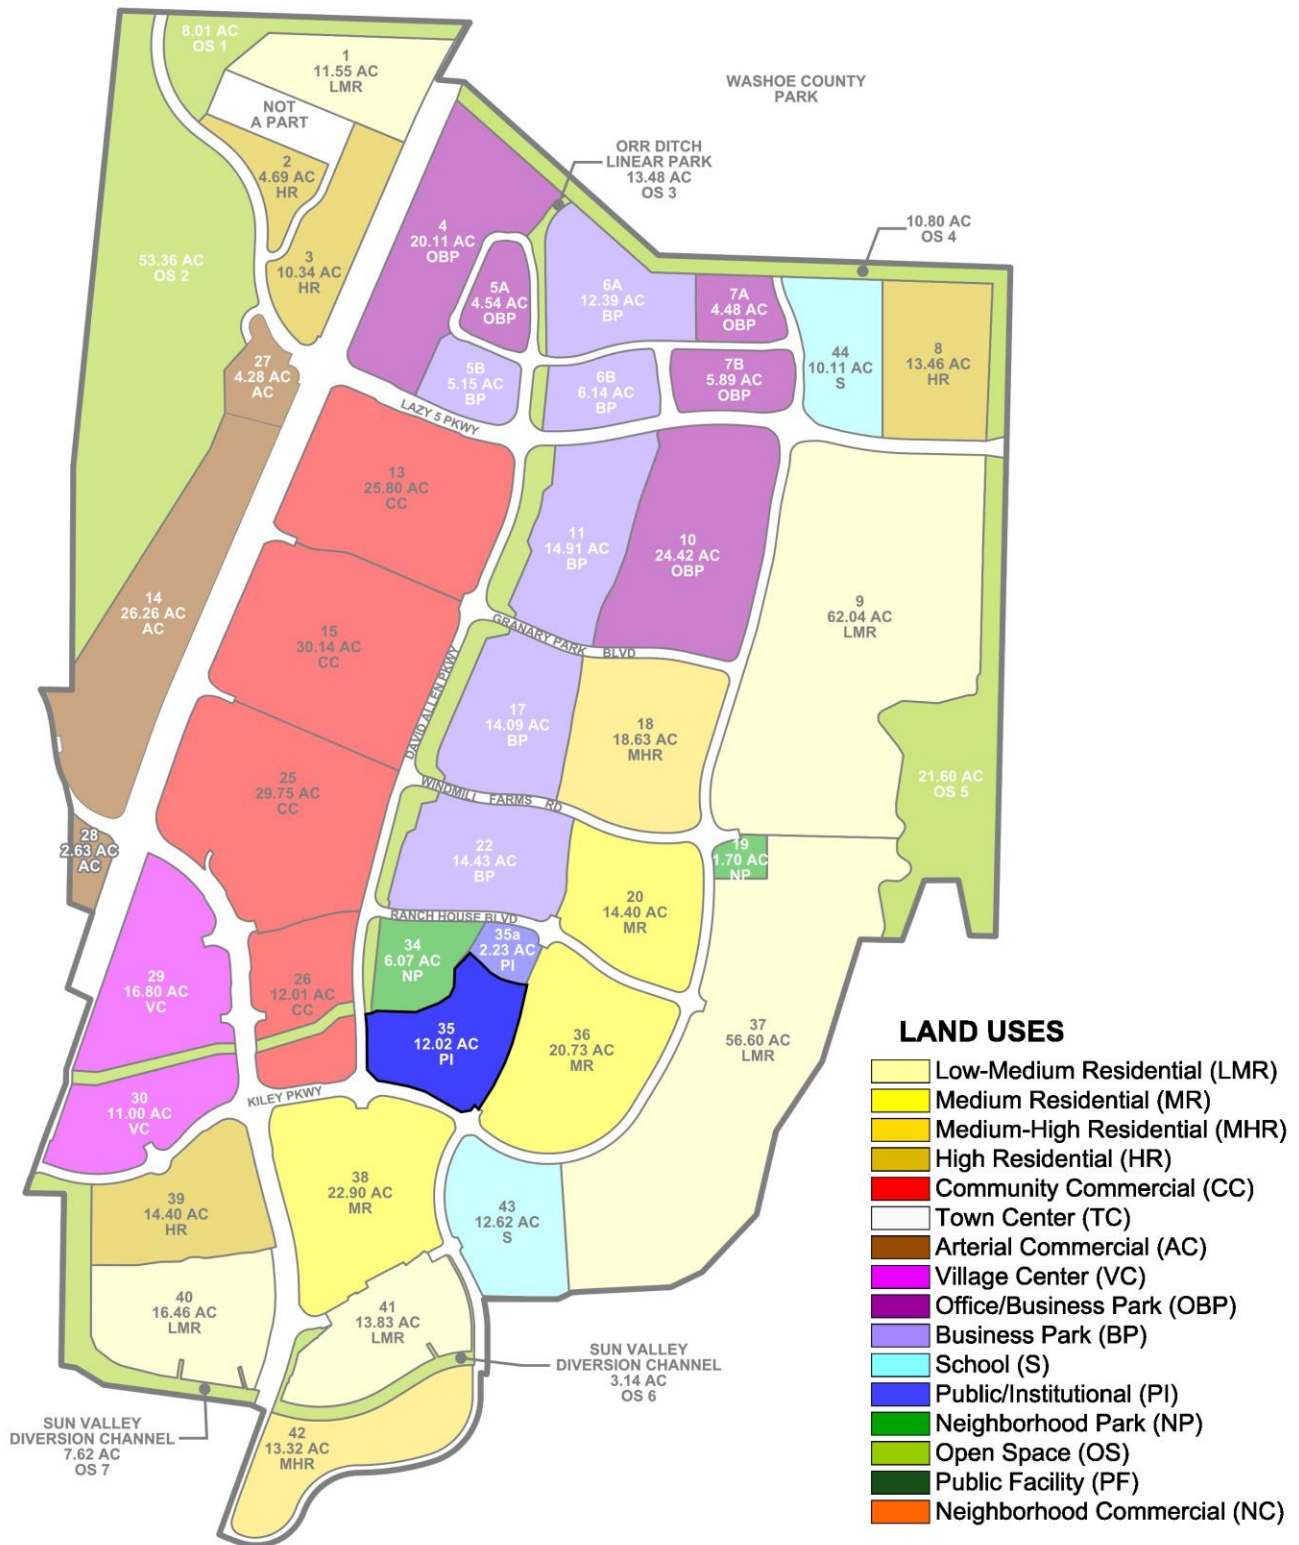 8.01 AC
OS 1
1
11.55 AC
LMR
WASHOE COUNTY
PARK
NOT
A PART
ORR DITCH
LINEAR PARK
13.48 AC
OS 3
2
4.69 AC
HR
4
20.11 AC
OBP
10.80 AC
OS 4
53.36 AC
OS 2
3
10.34 AC
HR
5A
4.54 AC
OBP
6A
12.39 AC
BP
7A
4.48 AC
OBP
44
10.11 AC
S
8
13.46 AC
HR
27
4.28 AC
AC
5B
5.15 AC
BP
6B
6.14 AC
BP
7B
5.89 AC
OBP
LAZY 5 PKWY
13
25.80 AC
CC
11
14.91 AC
BP
10
24.42 AC
OBP
14
26.26 AC
AC
9
62.04 AC
LMR
15
30.14 AC
CC
GRANARY PARK BLVD
DAVID ALLEN PKWY
17
14.09 AC
BP
18
18.63 AC
MHR
25
29.75 AC
CC
21.60 AC
OS 5
WINDMILL FARMS RD
28
2.63 AC
AC
22
14.43 AC
BP
19
1.70 AC
NP
20
14.40 AC
MR
RANCH HOUSE BLVD
34
6.07 AC
NP
35a
2.23 AC
PI
29
16.80 AC
VC
26
12.01 AC
CC
35
12.02 AC
PI
36
20.73 AC
MR
37
56.60 AC
LMR
30
11.00 AC
VC
KILEY PKWY
38
22.90 AC
MR
39
14.40 AC
HR
43
12.62 AC
S
40
16.46 AC
LMR
41
13.83 AC
LMR
SUN VALLEY
DIVERSION CHANNEL
3.14 AC
OS 6
SUN VALLEY
DIVERSION CHANNEL
7.62 AC
OS 7
42
13.32 AC
MHR
LAND USES
Low-Medium Residential (LMR)
Medium Residential (MR)
Medium-High Residential (MHR)
High Residential (HR)
Community Commercial (CC)
Town Center (TC)
Arterial Commercial (AC)
Village Center (VC)
Office/Business Park (OBP)
Business Park (BP)
School (S)
Public/Institutional (PI)
Neighborhood Park (NP)
Open Space (OS)
Public Facility (PF)
Neighborhood Commercial (NC)